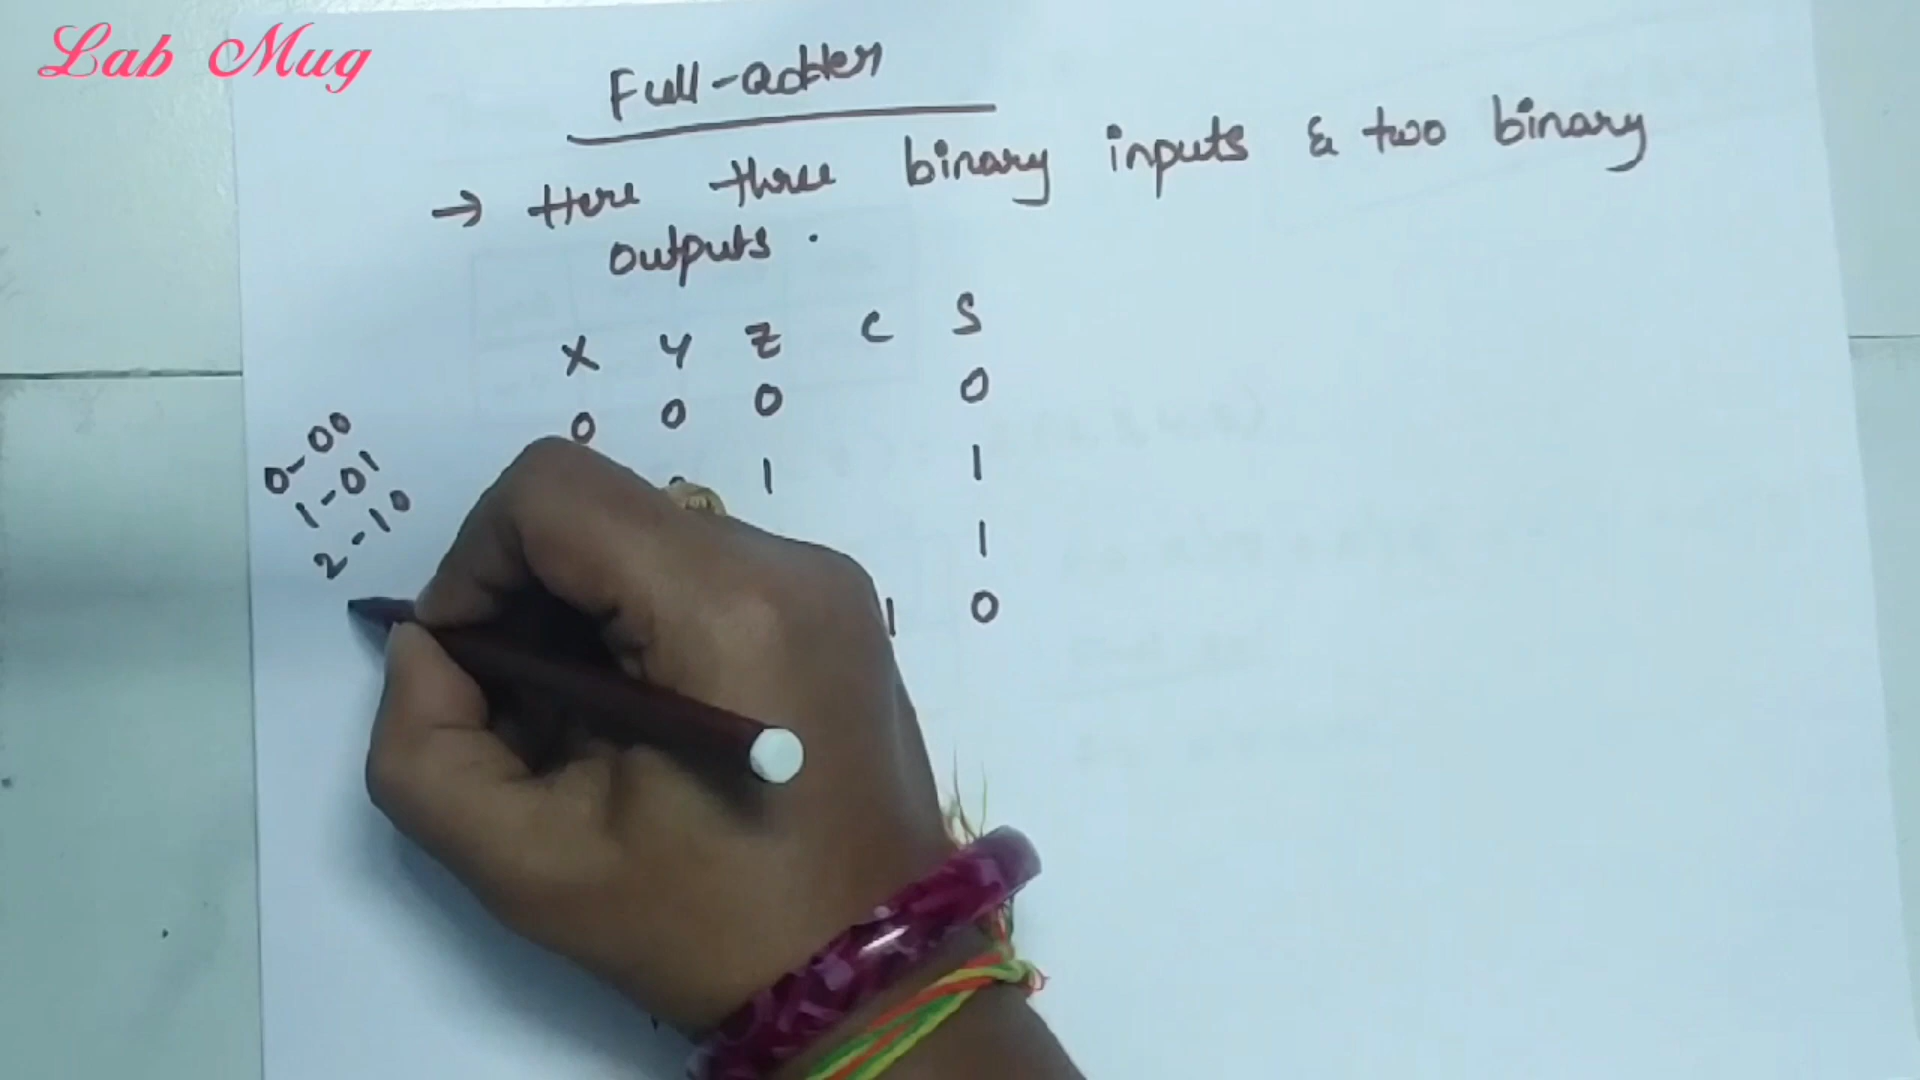 Lab Mug
Full-adder
→ Here three binary inputs & two binary
outputs.
X Y Z C S
0 0 0 0
1 1
1
1 0
0-00
1-01
2-10